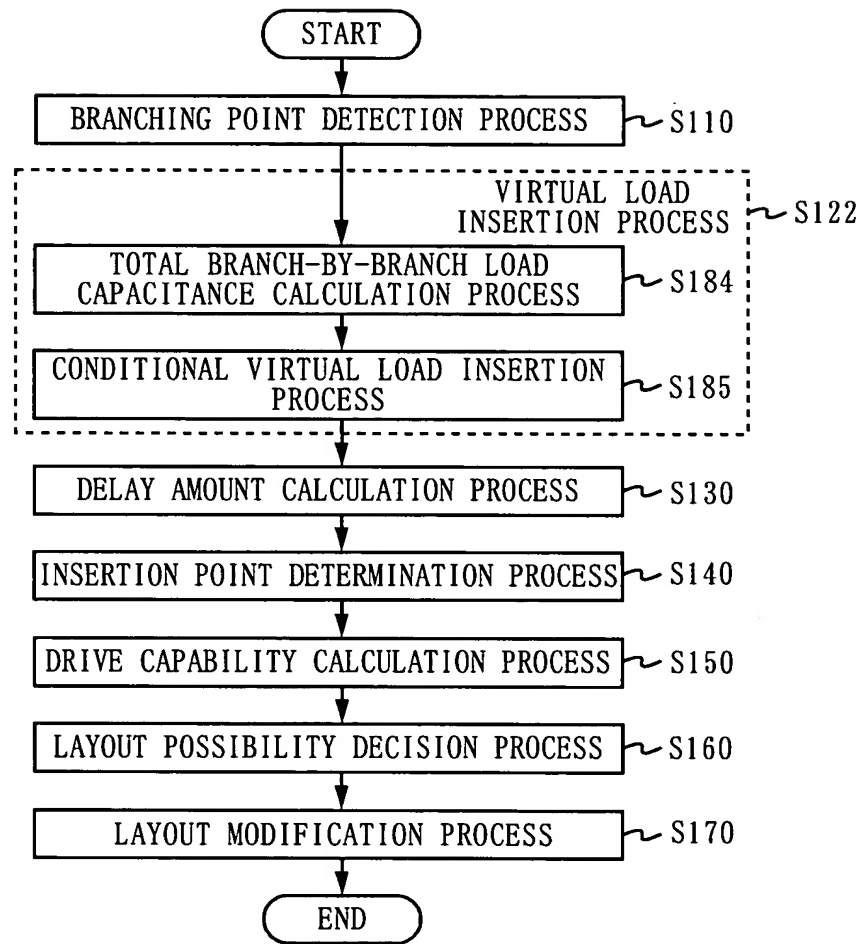 START
BRANCHING POINT DETECTION PROCESS
S110
VIRTUAL LOAD
INSERTION PROCESS
S122
TOTAL BRANCH-BY-BRANCH LOAD
CAPACITANCE CALCULATION PROCESS
S184
CONDITIONAL VIRTUAL LOAD INSERTION
PROCESS
S185
DELAY AMOUNT CALCULATION PROCESS
S130
INSERTION POINT DETERMINATION PROCESS
S140
DRIVE CAPABILITY CALCULATION PROCESS
S150
LAYOUT POSSIBILITY DECISION PROCESS
S160
LAYOUT MODIFICATION PROCESS
S170
END